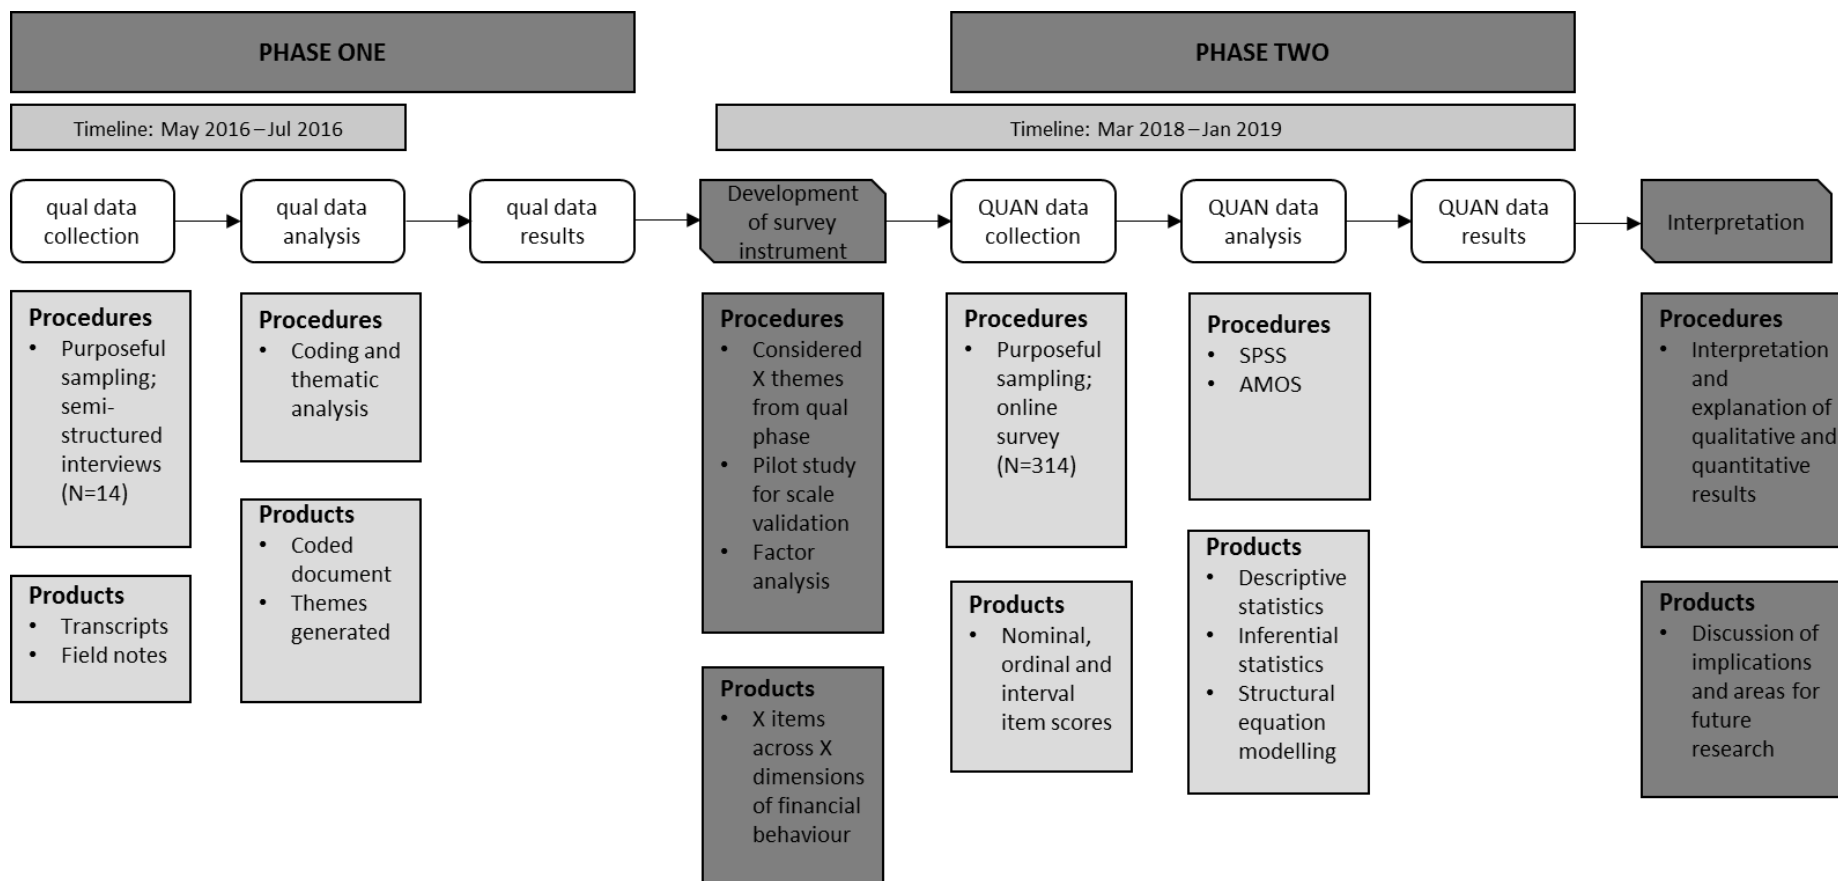 PHASE ONE
PHASE TWO
Timeline: May 2016 – Jul 2016
Timeline: Mar 2018 – Jan 2019
qual data
collection
qual data
analysis
qual data
results
Development
of survey
instrument
QUAN data
collection
QUAN data
analysis
QUAN data
results
Interpretation
Procedures
• Purposeful
sampling;
semi-
structured
interviews
(N=14)
Products
• Transcripts
• Field notes
Procedures
• Coding and
thematic
analysis
Products
• Coded
document
• Themes
generated
Procedures
• Considered
X themes
from qual
phase
• Pilot study
for scale
validation
• Factor
analysis
Products
• X items
across X
dimensions
of financial
behaviour
Procedures
• Purposeful
sampling;
online
survey
(N=314)
Products
• Nominal,
ordinal and
interval
item scores
Procedures
• SPSS
• AMOS
Products
• Descriptive
statistics
• Inferential
statistics
• Structural
equation
modelling
Procedures
• Interpretation
and
explanation of
qualitative and
quantitative
results
Products
• Discussion of
implications
and areas for
future
research